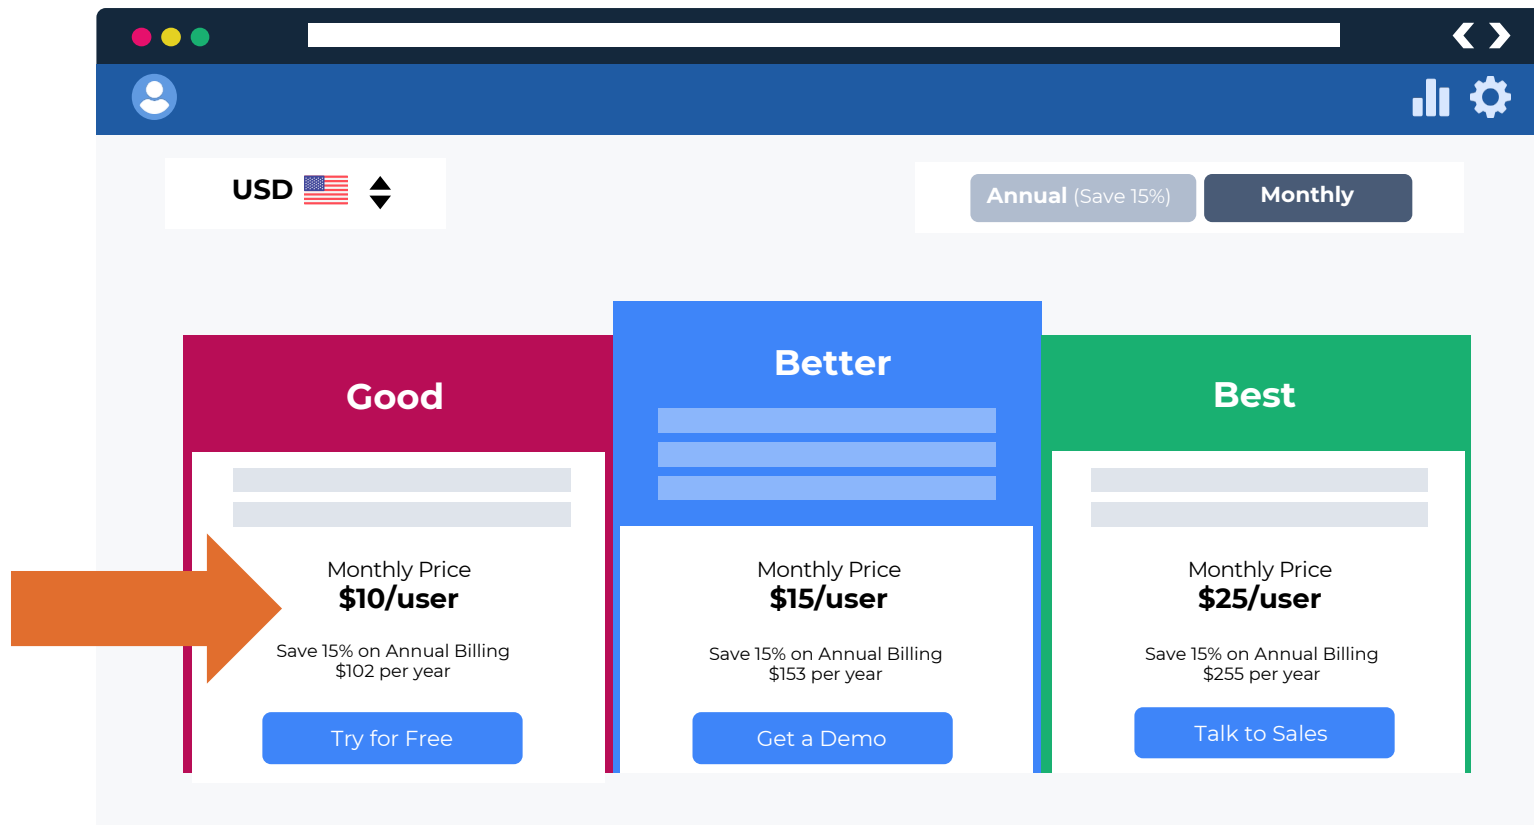 USD
Annual (Save 15%)
Monthly
Good
Monthly Price
$10/user
Save 15% on Annual Billing
$102 per year
Try for Free
Better
Monthly Price
$15/user
Save 15% on Annual Billing
$153 per year
Get a Demo
Best
Monthly Price
$25/user
Save 15% on Annual Billing
$255 per year
Talk to Sales